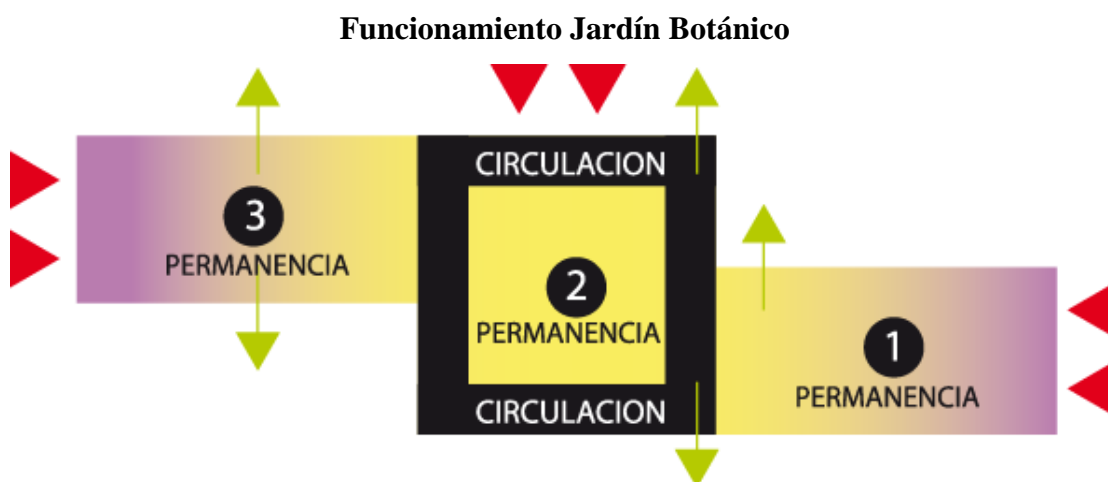 Funcionamiento Jardín Botánico
CIRCULACION
3
PERMANENCIA
2
PERMANENCIA
1
PERMANENCIA
CIRCULACION